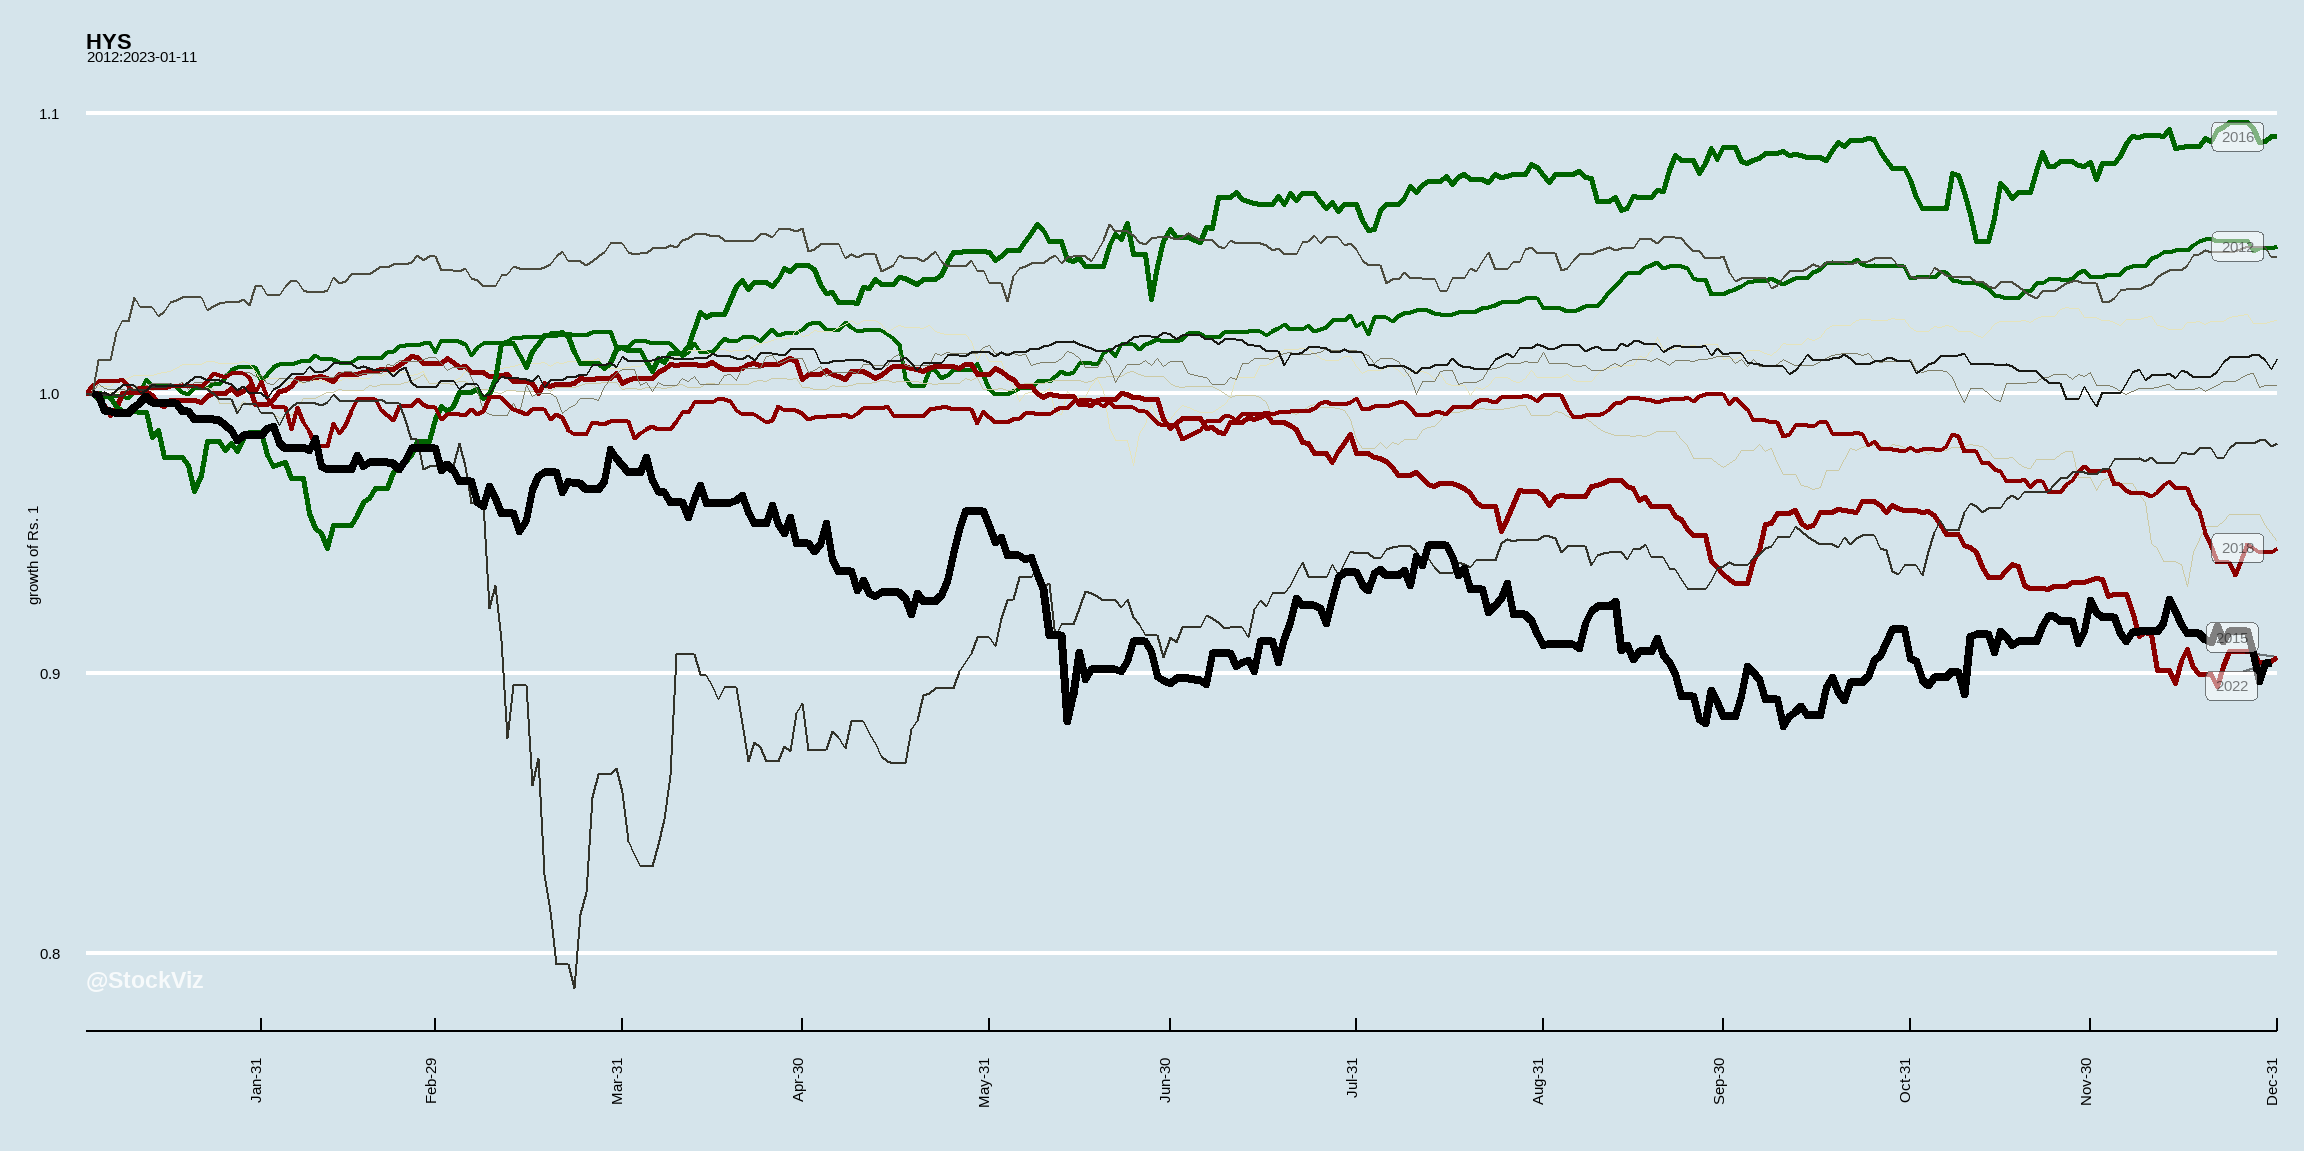 HYS
2012:2023-01-11
1.1
1.0
0.9
0.8
growth of Rs. 1
2016
2012
2018
2015
2022
@StockViz
Jan-31
Feb-29
Mar-31
Apr-30
May-31
Jun-30
Jul-31
Aug-31
Sep-30
Oct-31
Nov-30
Dec-31